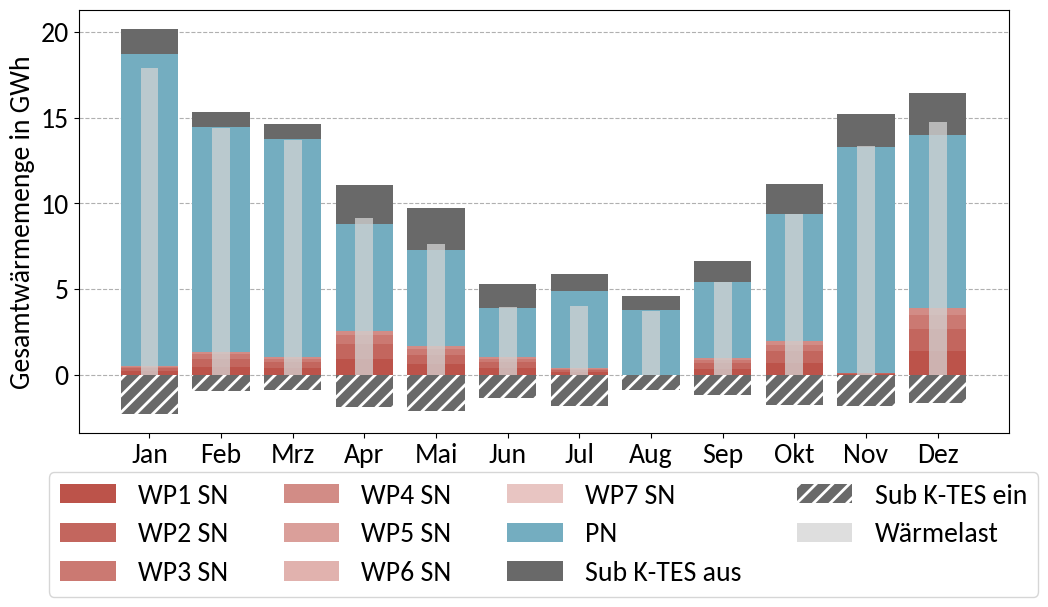 Gesamtwärmemenge in GWh
20
15
10
5
0
Jan Feb Mrz Apr Mai Jun Jul Aug Sep Okt Nov Dez
WP1 SN WP4 SN WP7 SN Sub K-TES ein
WP2 SN WP5 SN PN Wärmelast
WP3 SN WP6 SN Sub K-TES aus